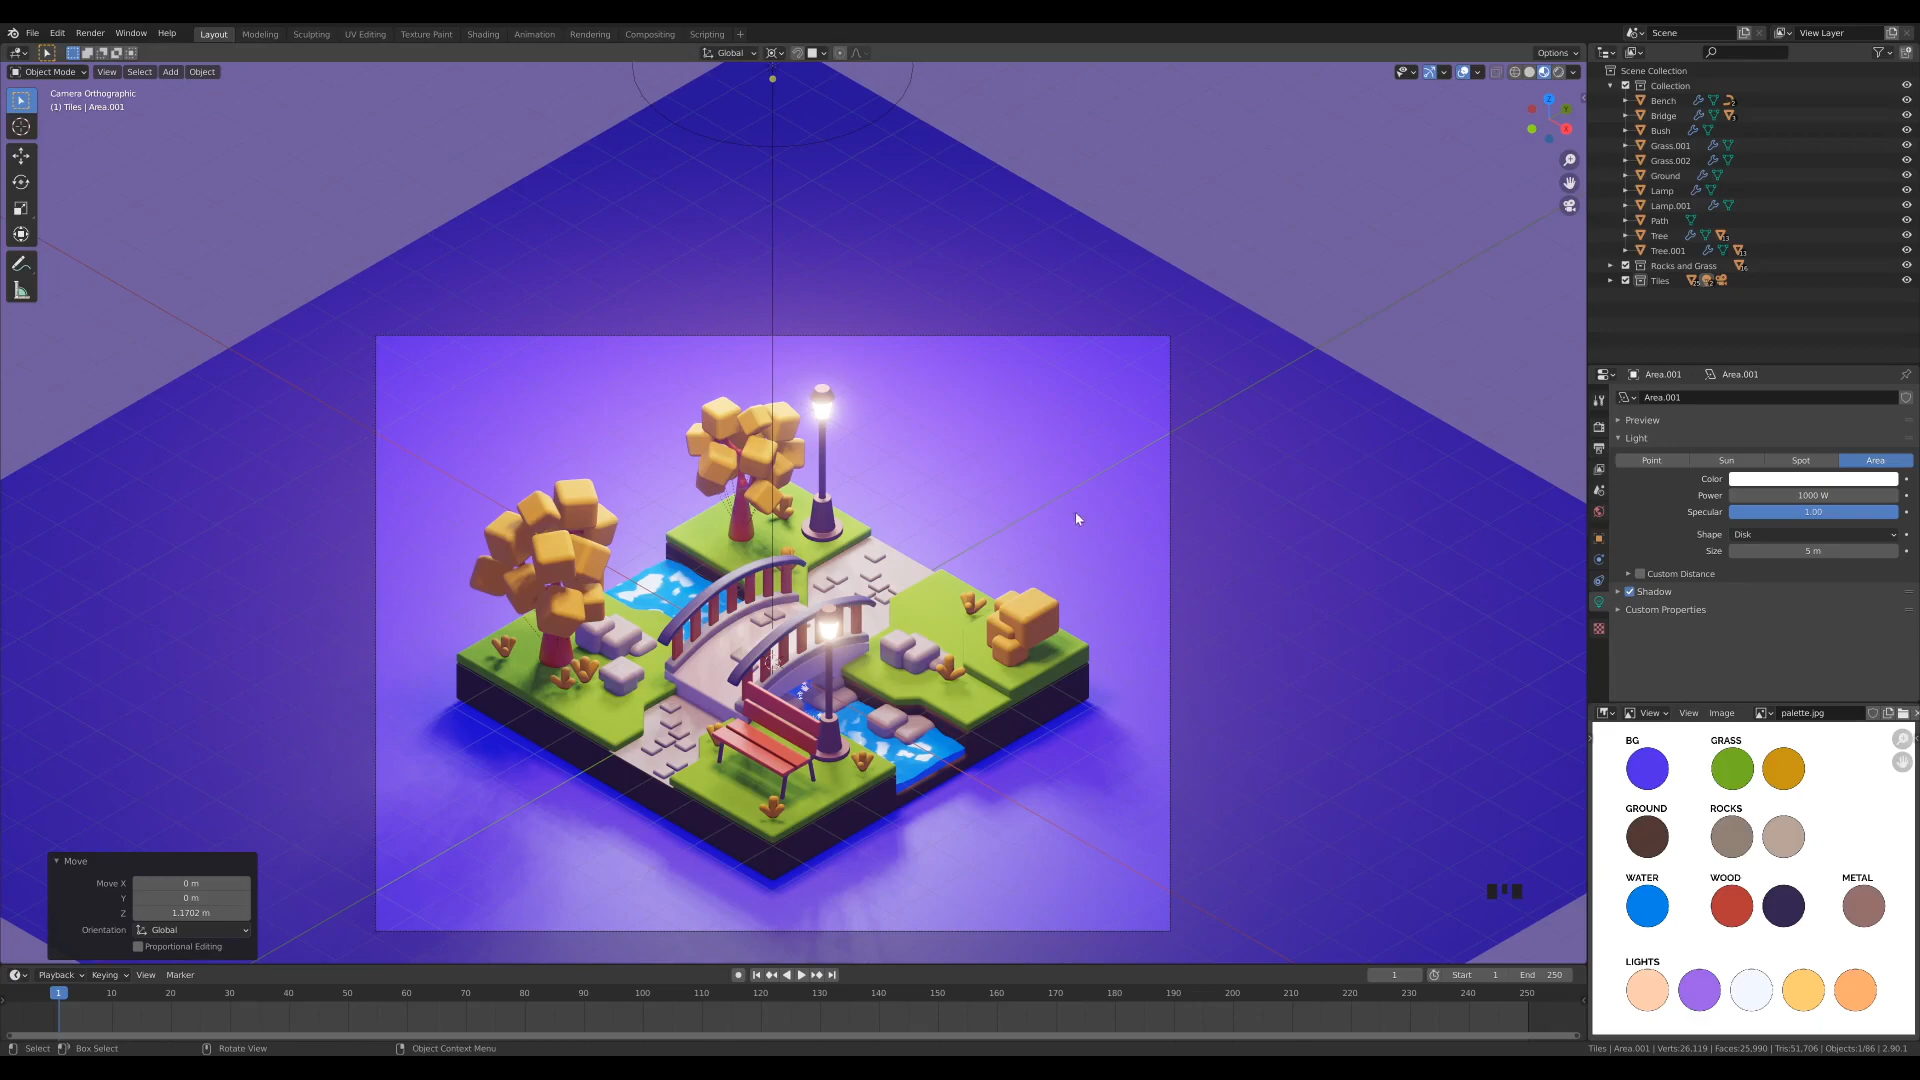 File Edit Render Window Help Layout Modeling Sculpting UV Editing Texture Paint Shading Animation Rendering Compositing Scripting + Scene View Layer
Global Options
Object Mode View Select Add Object
Camera Orthographic
(1) Tiles | Area.001
Scene Collection
Collection
Bench 2
Bridge 3
Bush
Grass.001
Grass.002
Ground
Lamp
Lamp.001
Path
Tree 13
Tree.001 13
Rocks and Grass 16
Tiles 25 2
Area.001 Area.001
Area.001
Preview
Light
Point Sun Spot Area
Color
Power 1000 W
Specular 1.00
Shape Disk
Size 5 m
Custom Distance
Shadow
Custom Properties
View View Image palette.jpg
BG GRASS
GROUND ROCKS
WATER WOOD METAL
LIGHTS
Move
Move X 0 m
Y 0 m
Z 1.1702 m
Orientation Global
Proportional Editing
Playback Keying View Marker 1 Start 1 End 250
1 10 20 30 40 50 60 70 80 90 100 110 120 130 140 150 160 170 180 190 200 210 220 230 240 250
Select Box Select Rotate View Object Context Menu Tiles | Area.001 | Verts:26,119 | Faces:25,990 | Tris:51,706 | Objects:1/86 | 2.90.1